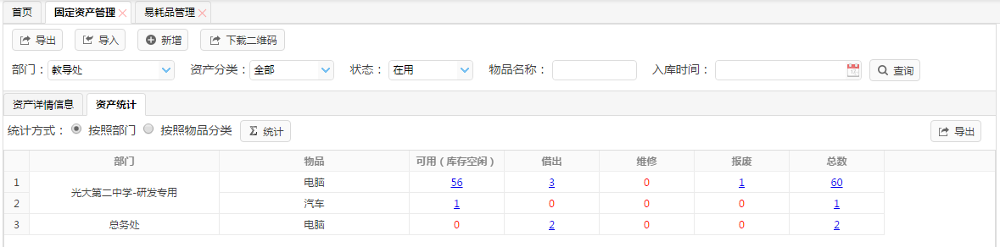 首页 固定资产管理 易耗品管理
导出 导入 新增 下载二维码
部门： 教导处 资产分类： 全部 状态： 在用 物品名称： 入库时间： 查询
资产详情信息 资产统计
统计方式： 按照部门 按照物品分类 Σ 统计 导出
部门 物品 可用（库存空闲） 借出 维修 报废 总数
1 光大第二中学-研发专用 电脑 56 3 0 1 60
2 汽车 1 0 0 0 1
3 总务处 电脑 0 2 0 0 2